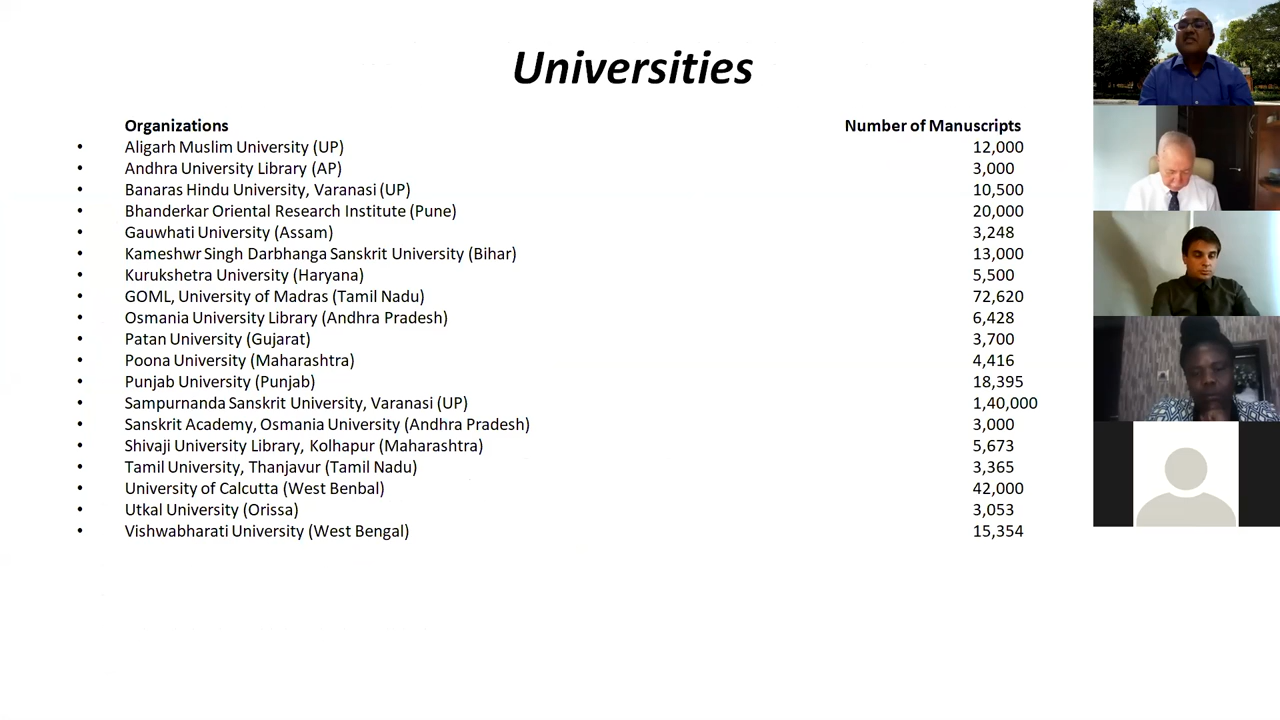 Universities
Organizations Number of Manuscripts
• Aligarh Muslim University (UP) 12,000
• Andhra University Library (AP) 3,000
• Banaras Hindu University, Varanasi (UP) 10,500
• Bhanderkar Oriental Research Institute (Pune) 20,000
• Gauwhati University (Assam) 3,248
• Kameshwr Singh Darbhanga Sanskrit University (Bihar) 13,000
• Kurukshetra University (Haryana) 5,500
• GOML, University of Madras (Tamil Nadu) 72,620
• Osmania University Library (Andhra Pradesh) 6,428
• Patan University (Gujarat) 3,700
• Poona University (Maharashtra) 4,416
• Punjab University (Punjab) 18,395
• Sampurnanda Sanskrit University, Varanasi (UP) 1,40,000
• Sanskrit Academy, Osmania University (Andhra Pradesh) 3,000
• Shivaji University Library, Kolhapur (Maharashtra) 5,673
• Tamil University, Thanjavur (Tamil Nadu) 3,365
• University of Calcutta (West Benbal) 42,000
• Utkal University (Orissa) 3,053
• Vishwabharati University (West Bengal) 15,354